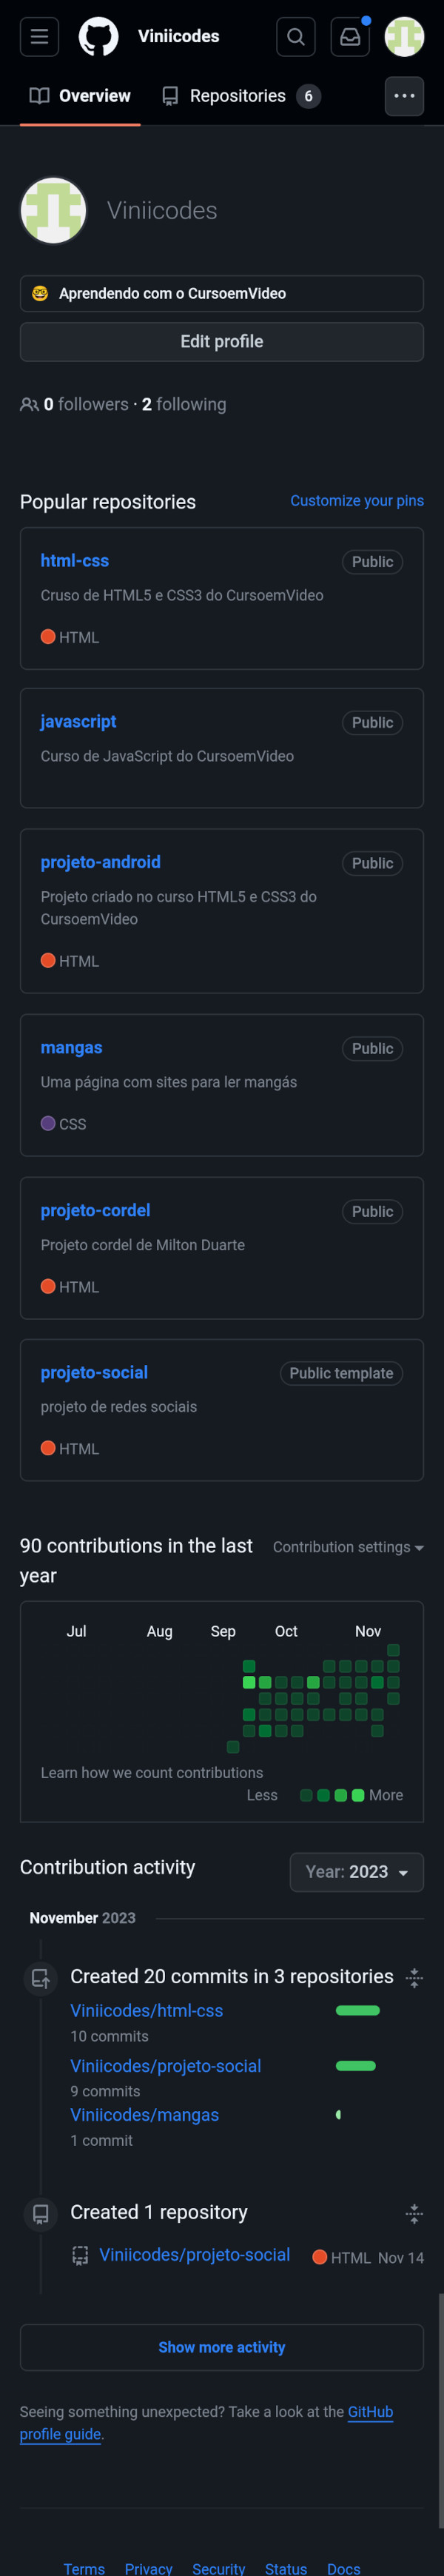 Viniicodes
Overview
Repositories 6
Viniicodes
Aprendendo com o CursoemVideo
Edit profile
0 followers · 2 following
Popular repositories
Customize your pins
html-css
Public
Cruso de HTML5 e CSS3 do CursoemVideo
HTML
javascript
Public
Curso de JavaScript do CursoemVideo
projeto-android
Public
Projeto criado no curso HTML5 e CSS3 do
CursoemVideo
HTML
mangas
Public
Uma página com sites para ler mangás
CSS
projeto-cordel
Public
Projeto cordel de Milton Duarte
HTML
projeto-social
Public template
projeto de redes sociais
HTML
90 contributions in the last
year
Contribution settings
Jul Aug Sep Oct Nov
Learn how we count contributions
Less More
Contribution activity
Year: 2023
November 2023
Created 20 commits in 3 repositories
Viniicodes/html-css
10 commits
Viniicodes/projeto-social
9 commits
Viniicodes/mangas
1 commit
Created 1 repository
Viniicodes/projeto-social
HTML Nov 14
Show more activity
Seeing something unexpected? Take a look at the GitHub
profile guide.
Terms Privacy Security Status Docs